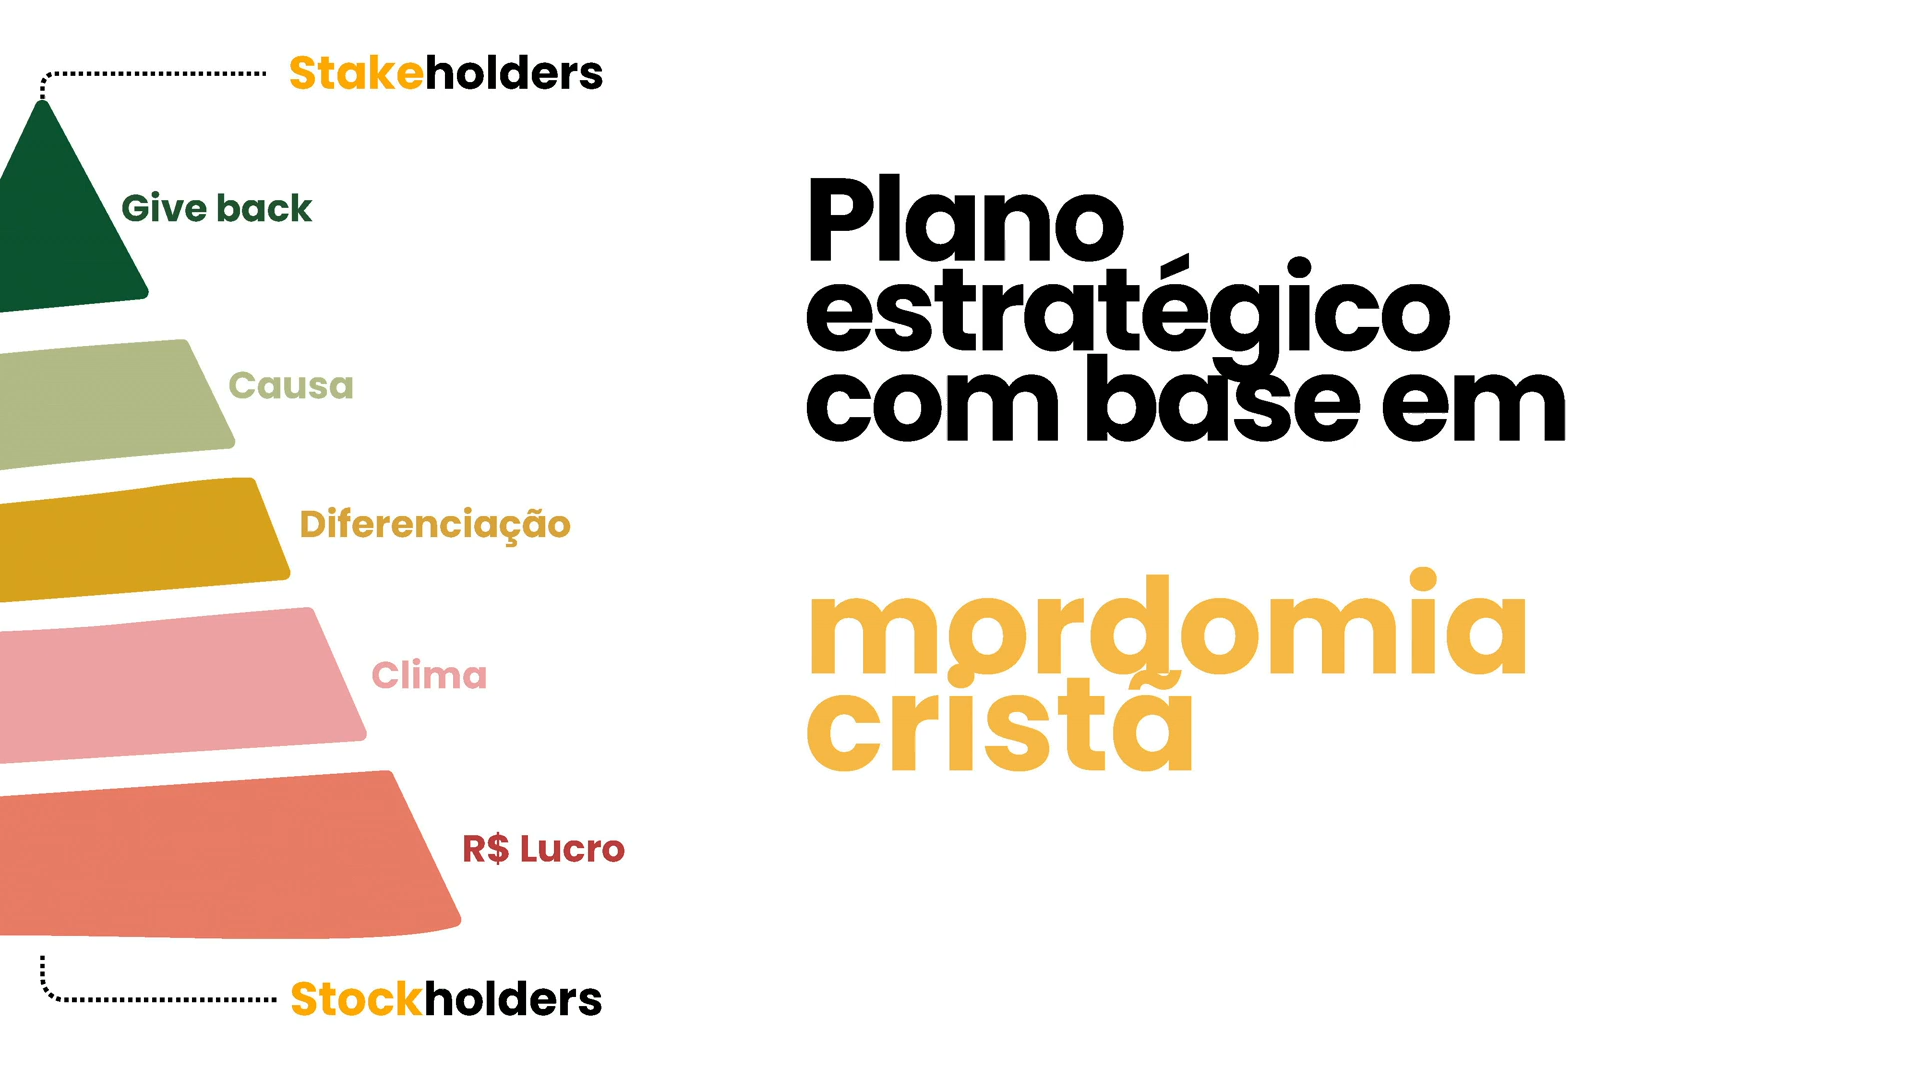 Stakeholders
Give back
Causa
Diferenciação
Clima
R$ Lucro
Stockholders
Plano
estratégico
com base em
mordomia
cristã